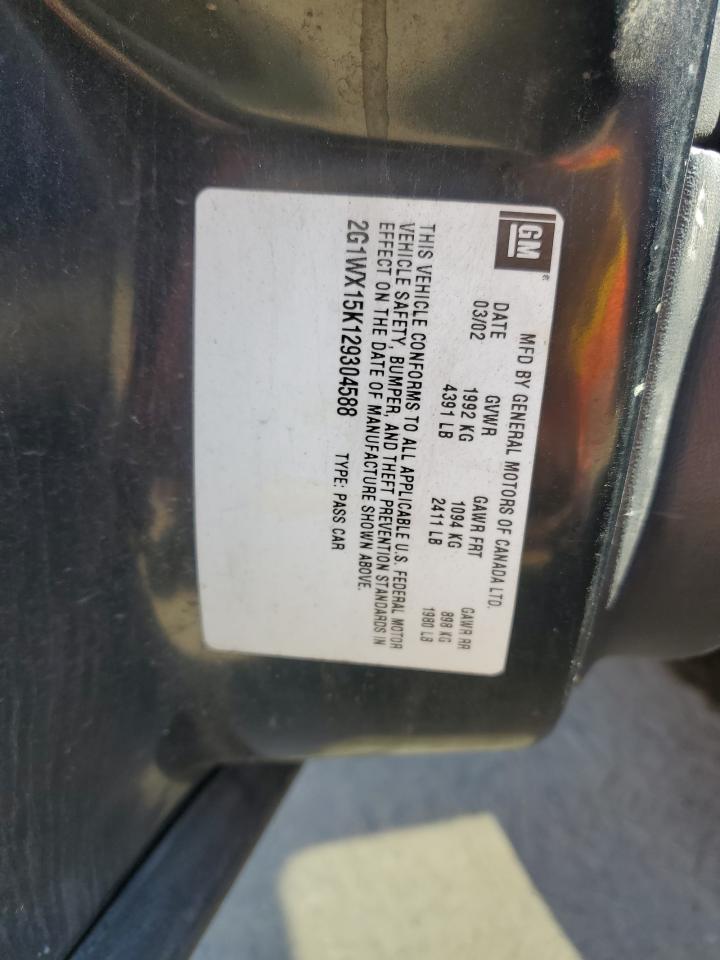 GM®
MFD BY GENERAL MOTORS OF CANADA LTD.
DATE GVWR GAWR FRT GAWR RR
03/02 1992 KG 1094 KG 898 KG
4391 LB 2411 LB 1980 LB
THIS VEHICLE CONFORMS TO ALL APPLICABLE U.S. FEDERAL MOTOR
VEHICLE SAFETY, BUMPER, AND THEFT PREVENTION STANDARDS IN
EFFECT ON THE DATE OF MANUFACTURE SHOWN ABOVE.
2G1WX15K129304588 TYPE: PASS CAR